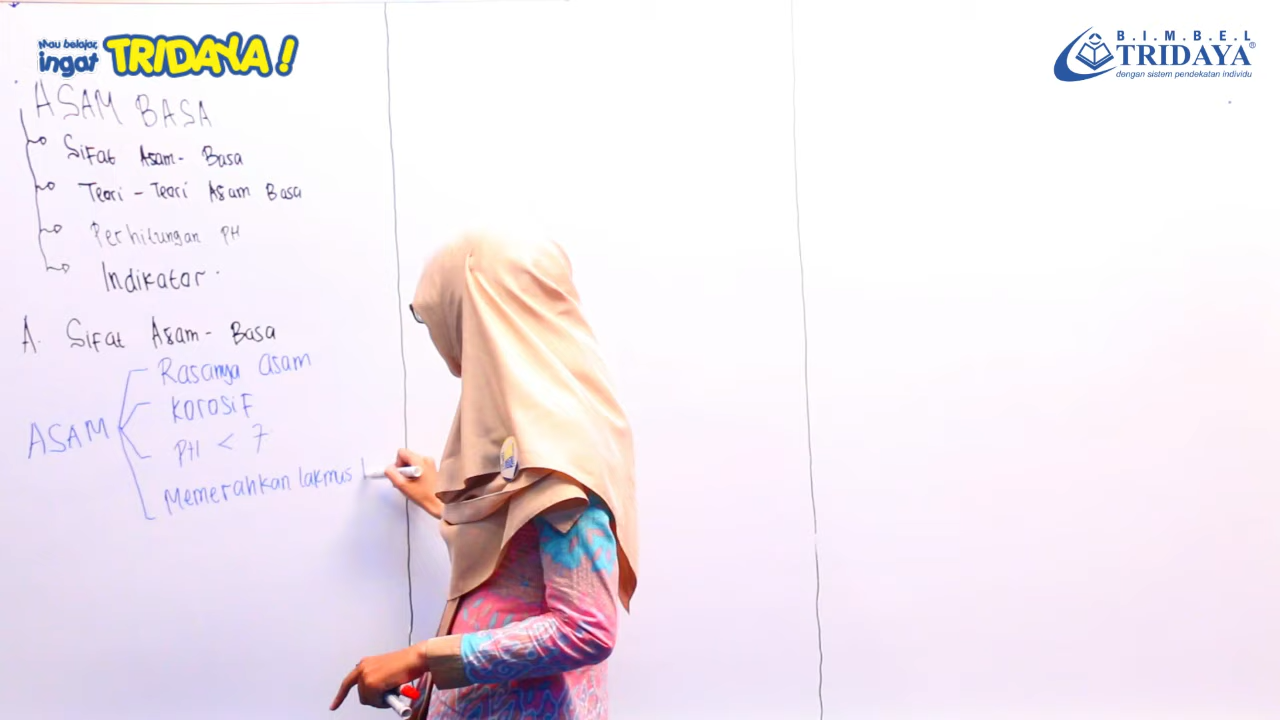 Mau belajar,
ingat TRIDAYA!
B.I.M.B.E.L
TRIDAYA®
dengan sistem pendekatan individu
ASAM BASA
Sifat Asam - Basa
Teori - Teori Asam Basa
Perhitungan PH
Indikator.
A. Sifat Asam - Basa
ASAM
Rasanya asam
Korosif
PH < 7
Memerahkan lakmus